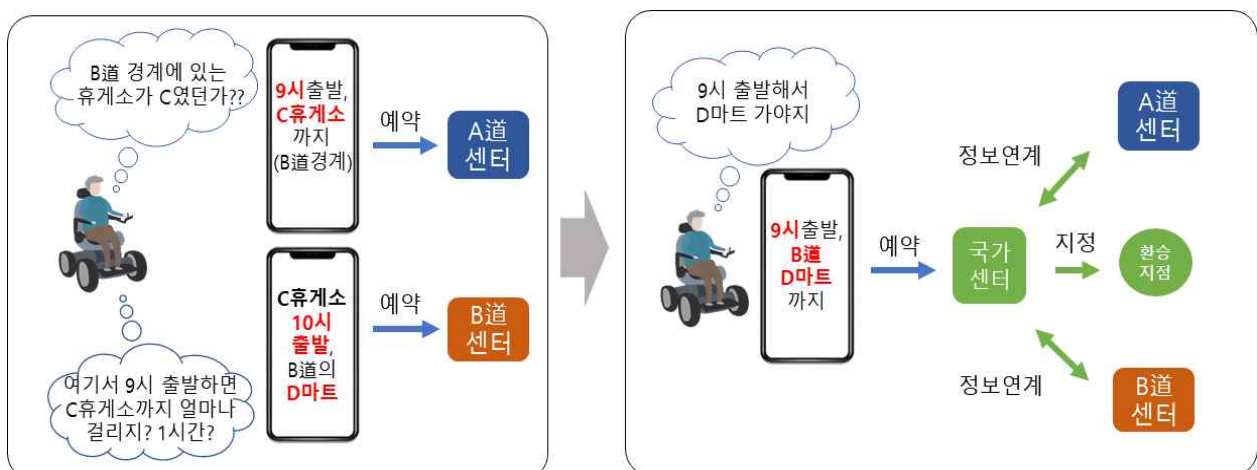 B道 경계에 있는
휴게소가 C였던가??
9시출발,
C휴게소
까지
(B道경계)
예약
A道
센터
C휴게소
10시
출발,
B道의
D마트
예약
B道
센터
여기서 9시 출발하면
C휴게소까지 얼마나
걸리지? 1시간?
9시 출발해서
D마트 가야지
9시출발,
B道
D마트
까지
예약
국가
센터
정보연계
A道
센터
지정
환승
지점
정보연계
B道
센터